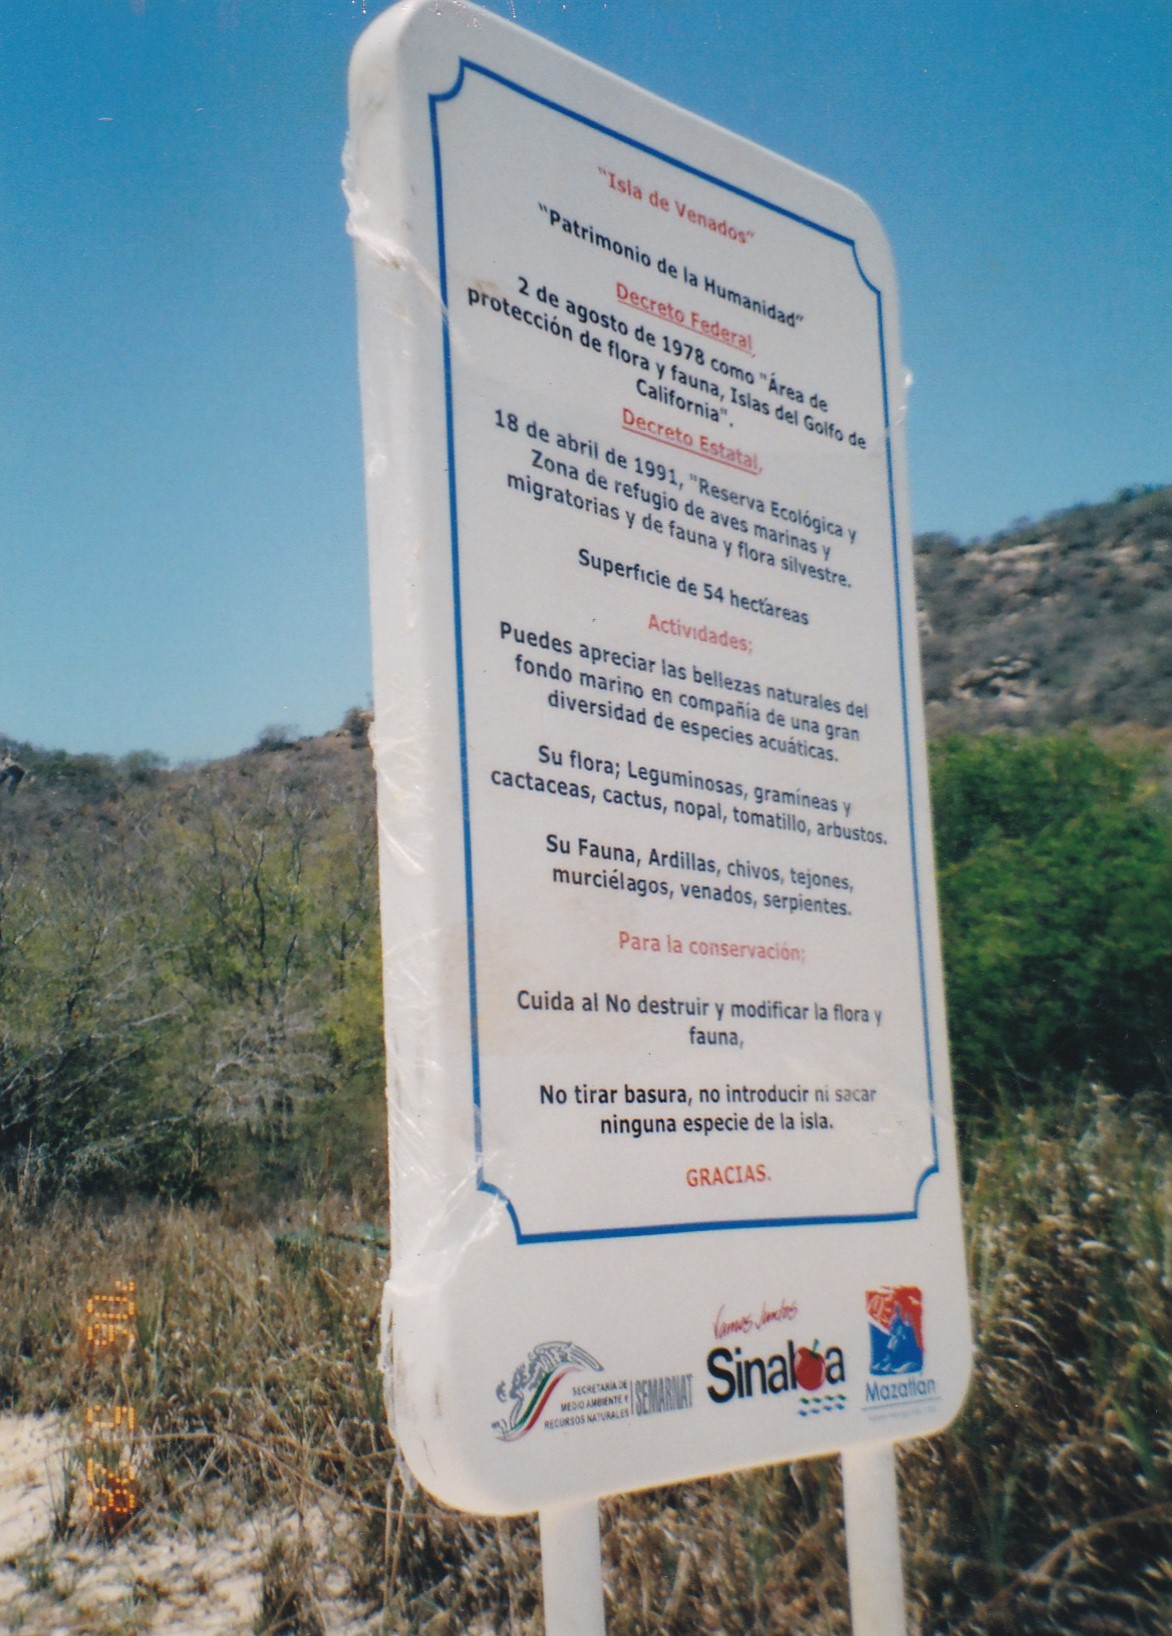 "Isla de Venados"
"Patrimonio de la Humanidad"
Decreto Federal,
2 de agosto de 1978 como "Área de
protección de flora y fauna, Islas del Golfo de
California".
Decreto Estatal,
18 de abril de 1991, "Reserva Ecológica y
Zona de refugio de aves marinas y
migratorias y de fauna y flora silvestre.
Superficie de 54 hectáreas
Actividades;
Puedes apreciar las bellezas naturales del
fondo marino en compañía de una gran
diversidad de especies acuáticas.
Su flora; Leguminosas, gramíneas y
cactaceas, cactus, nopal, tomatillo, arbustos.
Su Fauna, Ardillas, chivos, tejones,
murciélagos, venados, serpientes.
Para la conservación;
Cuida al No destruir y modificar la flora y
fauna,
No tirar basura, no introducir ni sacar
ninguna especie de la isla.
GRACIAS.
SECRETARÍA DE
MEDIO AMBIENTE Y
RECURSOS NATURALES
SEMARNAT
Vamos Juntos
Sinaloa
Mazatlán